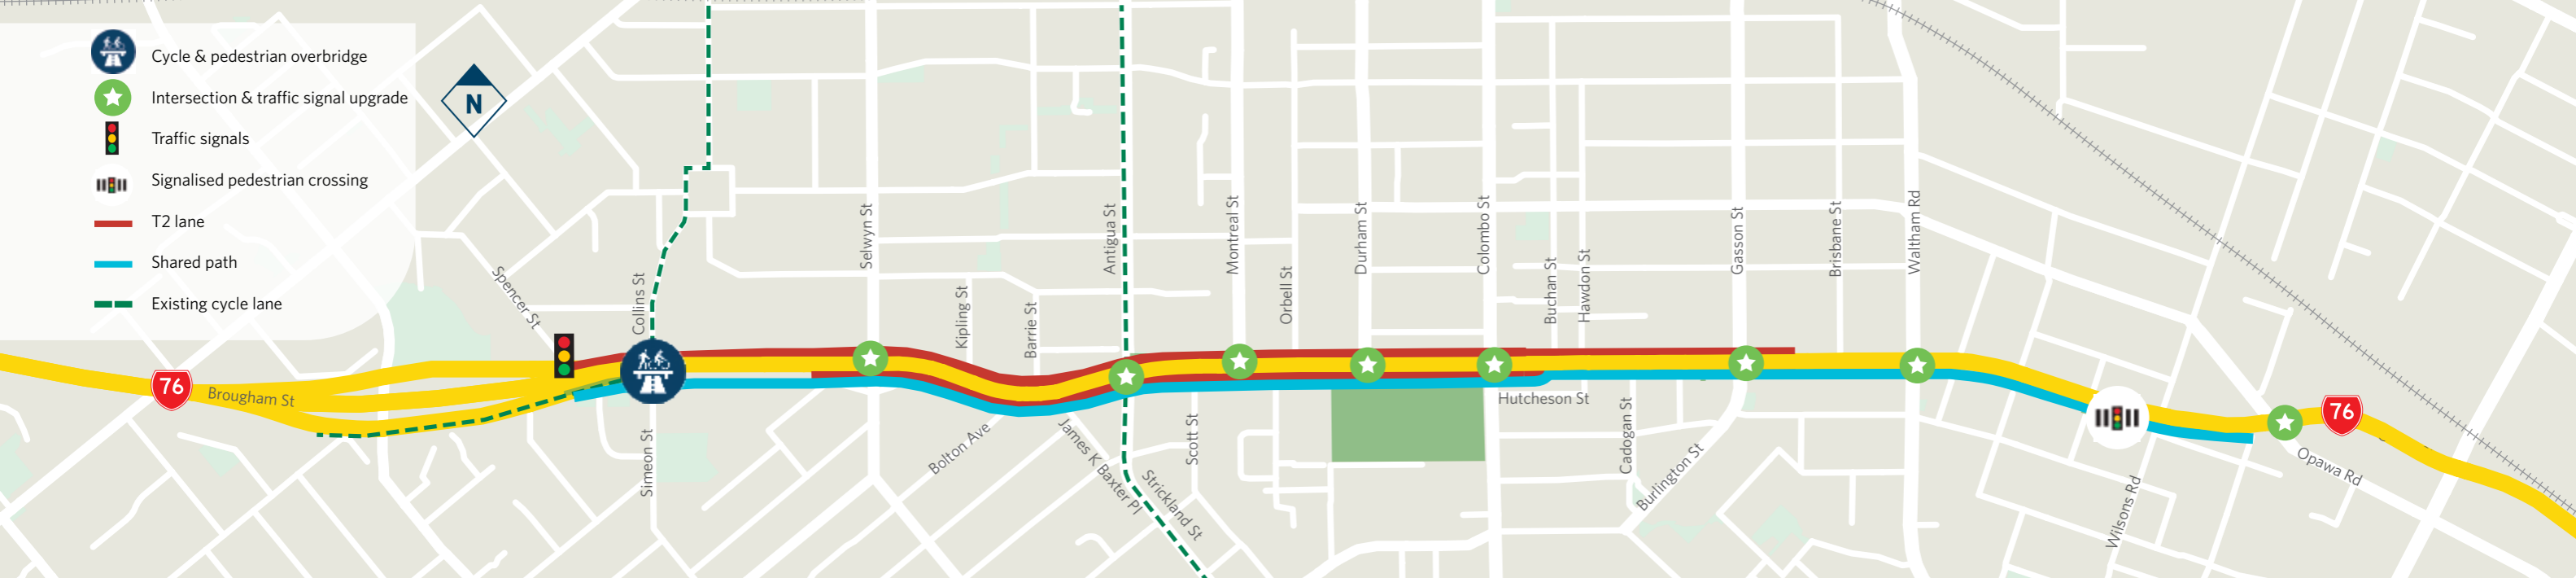 Cycle & pedestrian overbridge
Intersection & traffic signal upgrade
Traffic signals
Signalised pedestrian crossing
T2 lane
Shared path
Existing cycle lane
N
76
Brougham St
Spencer St
Collins St
Simeon St
Selwyn St
Kipling St
Barrie St
Bolton Ave
James K Baxter Pl
Antigua St
Strickland St
Scott St
Montreal St
Orbell St
Durham St
Colombo St
Hutcheson St
Buchan St
Hawdon St
Cadogan St
Burlington St
Gasson St
Brisbane St
Waltham Rd
Wilsons Rd
76
Opawa Rd